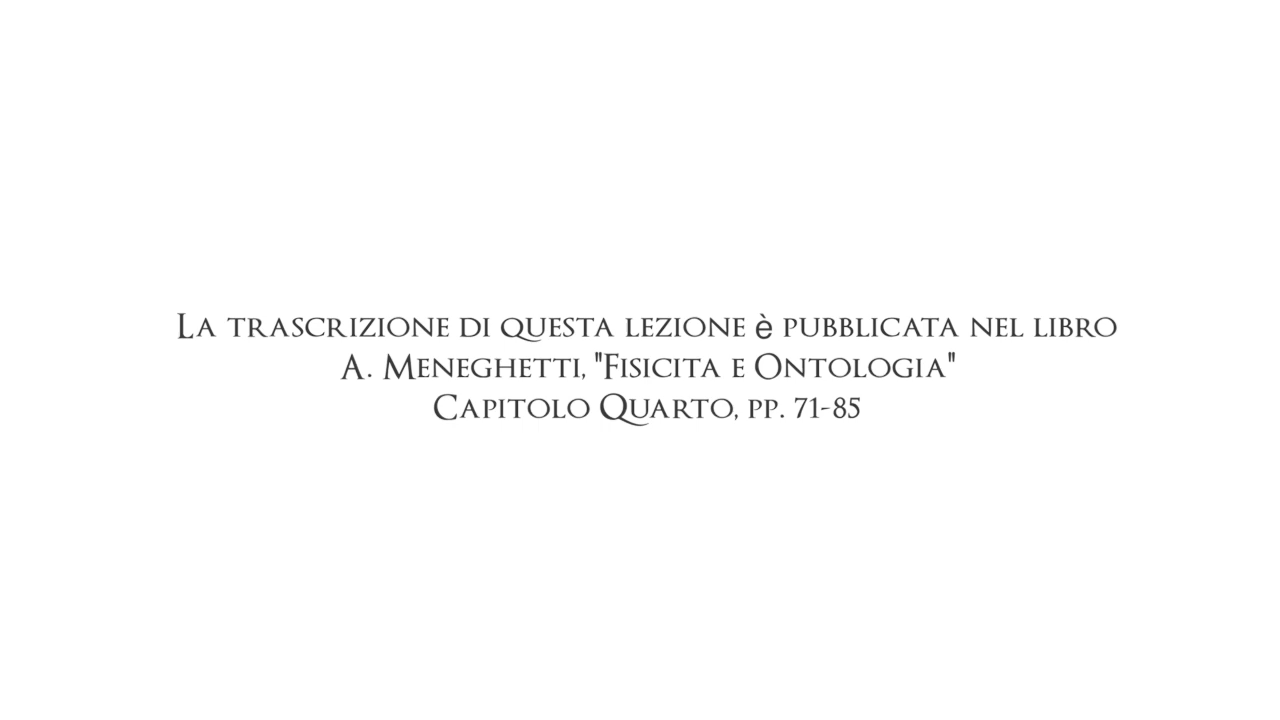 La trascrizione di questa lezione è pubblicata nel libro
A. Meneghetti, "Fisicita e Ontologia"
Capitolo Quarto, pp. 71-85